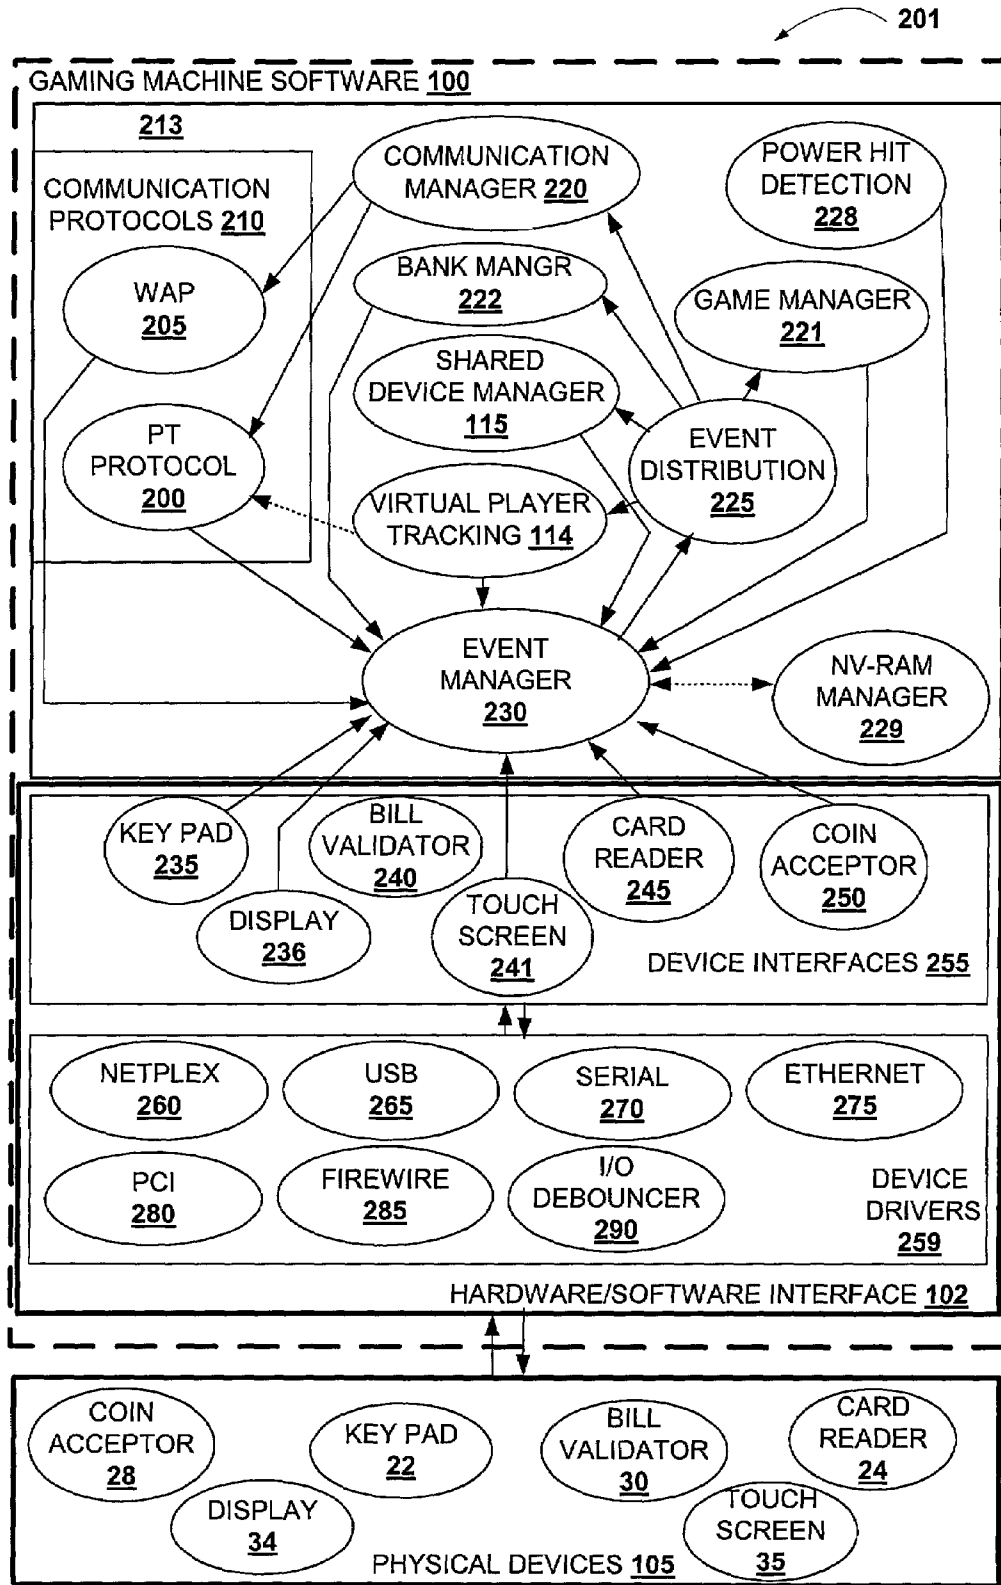 201
GAMING MACHINE SOFTWARE 100
213
COMMUNICATION
PROTOCOLS 210
WAP
205
PT
PROTOCOL
200
COMMUNICATION
MANAGER 220
BANK MANGR
222
SHARED
DEVICE MANAGER
115
VIRTUAL PLAYER
TRACKING 114
POWER HIT
DETECTION
228
GAME MANAGER
221
EVENT
DISTRIBUTION
225
EVENT
MANAGER
230
NV-RAM
MANAGER
229
KEY PAD
235
DISPLAY
236
BILL
VALIDATOR
240
TOUCH
SCREEN
241
CARD
READER
245
COIN
ACCEPTOR
250
DEVICE INTERFACES 255
NETPLEX
260
USB
265
SERIAL
270
ETHERNET
275
PCI
280
FIREWIRE
285
I/O
DEBOUNCER
290
DEVICE
DRIVERS
259
HARDWARE/SOFTWARE INTERFACE 102
COIN
ACCEPTOR
28
DISPLAY
34
KEY PAD
22
BILL
VALIDATOR
30
CARD
READER
24
TOUCH
SCREEN
35
PHYSICAL DEVICES 105